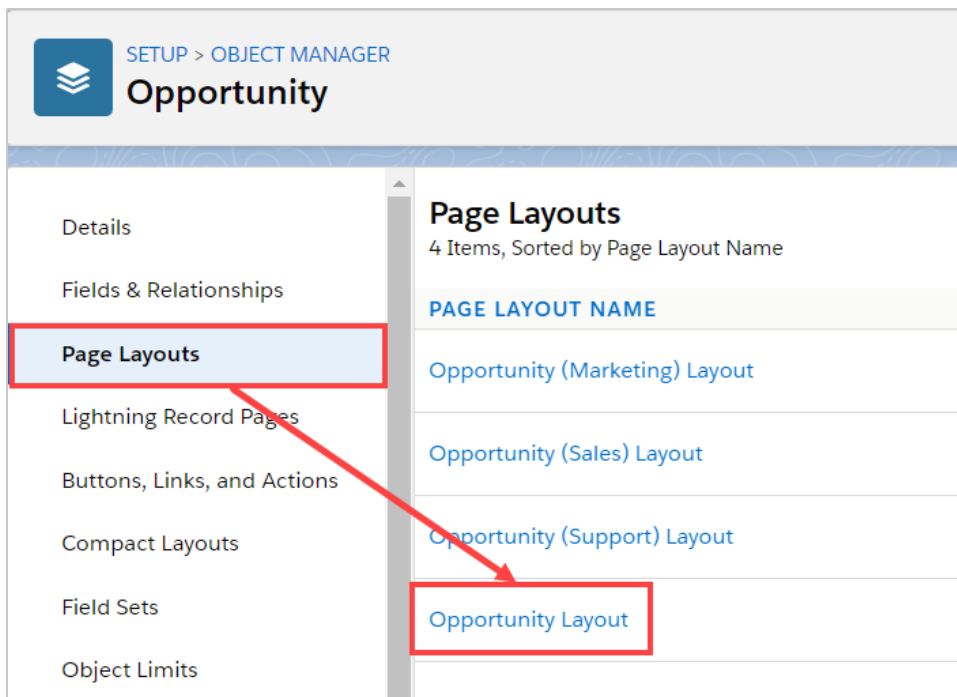 SETUP > OBJECT MANAGER
Opportunity
Details
Fields & Relationships
Page Layouts
Lightning Record Pages
Buttons, Links, and Actions
Compact Layouts
Field Sets
Object Limits
Page Layouts
4 Items, Sorted by Page Layout Name
PAGE LAYOUT NAME
Opportunity (Marketing) Layout
Opportunity (Sales) Layout
Opportunity (Support) Layout
Opportunity Layout